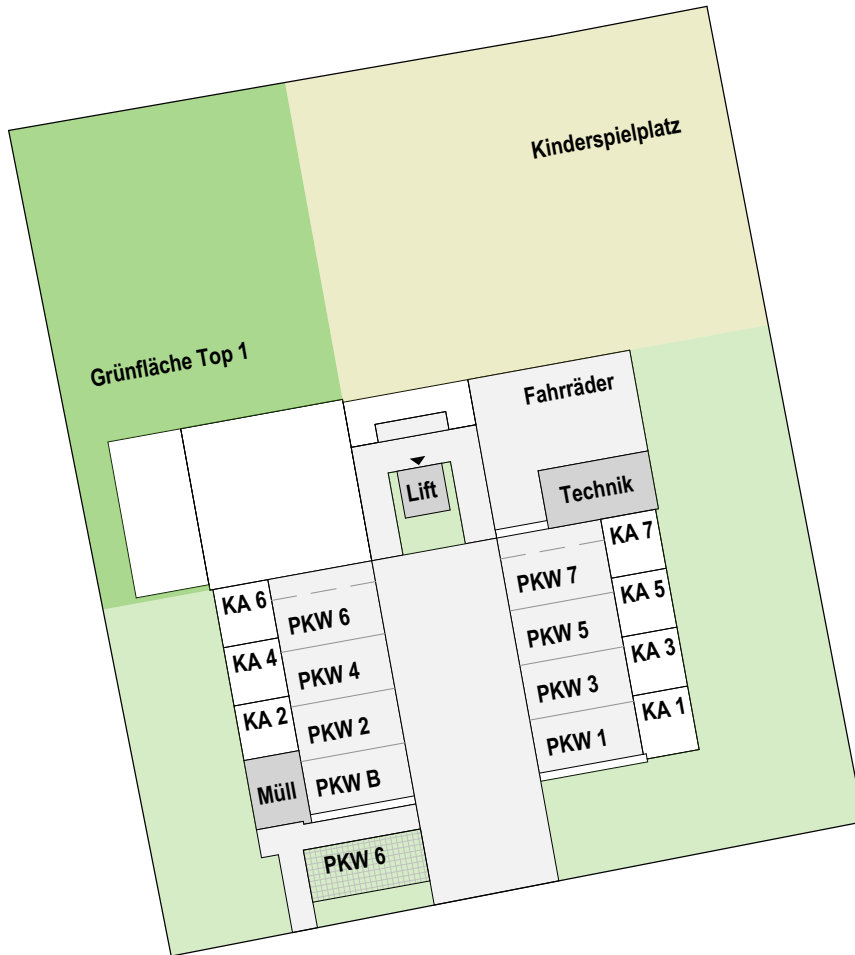 Kinderspielplatz
Grünfläche Top 1
Fahrräder
Lift
Technik
KA 7
PKW 7
KA 6
PKW 6
KA 5
PKW 5
KA 4
PKW 4
KA 3
PKW 3
KA 2
PKW 2
KA 1
PKW 1
Müll
PKW B
PKW 6